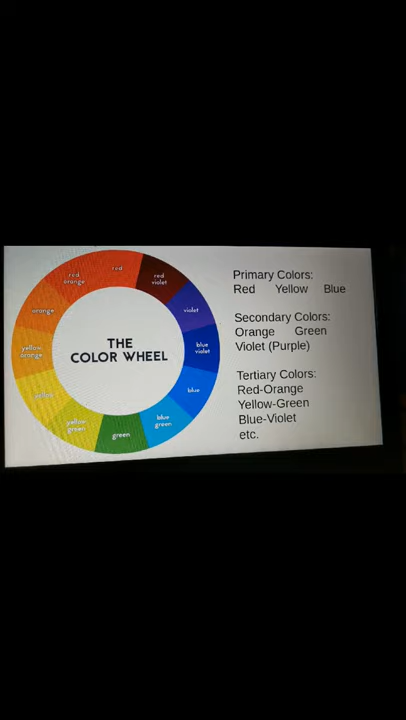 red
red
orange
red
violet
orange
violet
yellow
orange
blue
violet
yellow
blue
yellow
green
blue
green
green
THE
COLOR WHEEL
Primary Colors:
Red Yellow Blue
Secondary Colors:
Orange Green
Violet (Purple)
Tertiary Colors:
Red-Orange
Yellow-Green
Blue-Violet
etc.